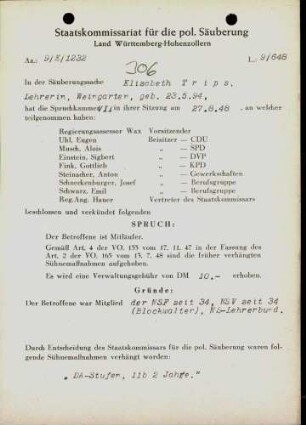 Staatskommissariat für die pol. Säuberung
Land Württemberg-Hohenzollern
Az.: 9/8/1232
306
L.: 9/648
In der Säuberungssache Elisabeth Trips,
Lehrerin, Weingarten, geb. 23.5.94,
hat die Spruchkammer VII in ihrer Sitzung am 27.8.48 , an welcher
teilgenommen haben:
Regierungsassessor Wax Vorsitzender
Uhl, Eugen Beisitzer — CDU
Musch, Alois „ — SPD
Einstein, Sigbert „ — DVP
Fink, Gottlieb „ — KPD
Steinacher, Anton „ — Gewerkschaften
Schneckenburger, Josef „ — Berufsgruppe
Schwarz, Emil „ — Berufsgruppe
Reg.Ang. Hauer Vertreter des Staatskommissars
beschlossen und verkündet folgenden
SPRUCH:
Der Betroffene ist Mitläufer.
Gemäß Art. 4 der VO. 133 vom 17. 11. 47 in der Fassung des
Art. 2 der VO. 165 vom 15. 7. 48 sind die früher verhängten
Sühnemaßnahmen aufgehoben.
Es wird eine Verwaltungsgebühr von DM 10.- erhoben.
Gründe:
Der Betroffene war Mitglied der NSF seit 34, NSV seit 34
(Blockwalter), NS-Lehrerbund.
Durch Entscheidung des Staatskommissars für die pol. Säuberung waren fol-
gende Sühnemaßnahmen verhängt worden:
„DA-Stufen, 11b 2 Jahre."